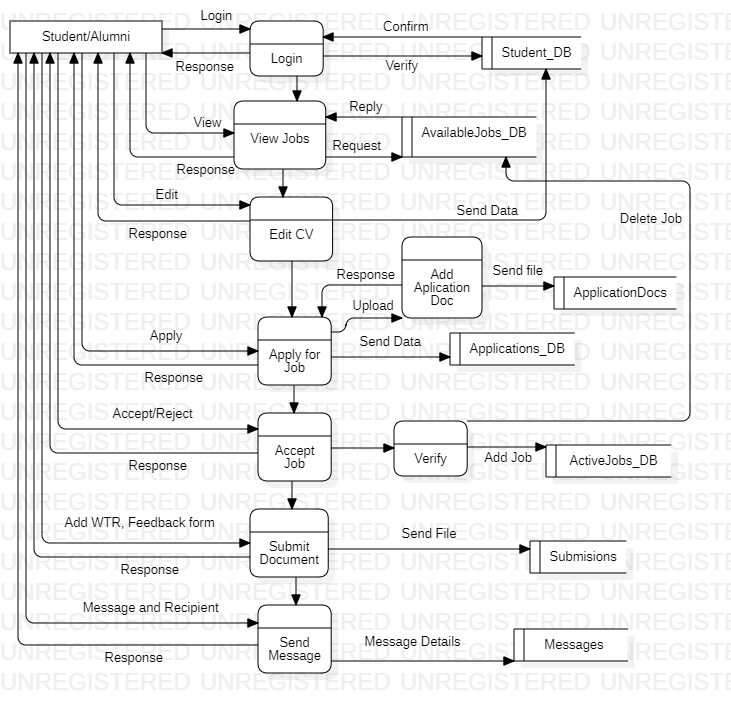 Login
Confirm
Student/Alumni
Login
Student_DB
Response
Verify
Reply
View
View Jobs
AvailableJobs_DB
Request
Response
Edit
Send Data
Delete Job
Response
Edit CV
Response
Add
Aplication
Doc
Send file
ApplicationDocs
Upload
Apply
Send Data
Applications_DB
Apply for
Job
Response
Accept/Reject
Accept
Job
Verify
Add Job
ActiveJobs_DB
Response
Add WTR, Feedback form
Send File
Submit
Document
Submisions
Response
Message and Recipient
Send
Message
Message Details
Messages
Response
UNREGISTERED UNREGISTERED UNREGISTERED UNREGISTERED